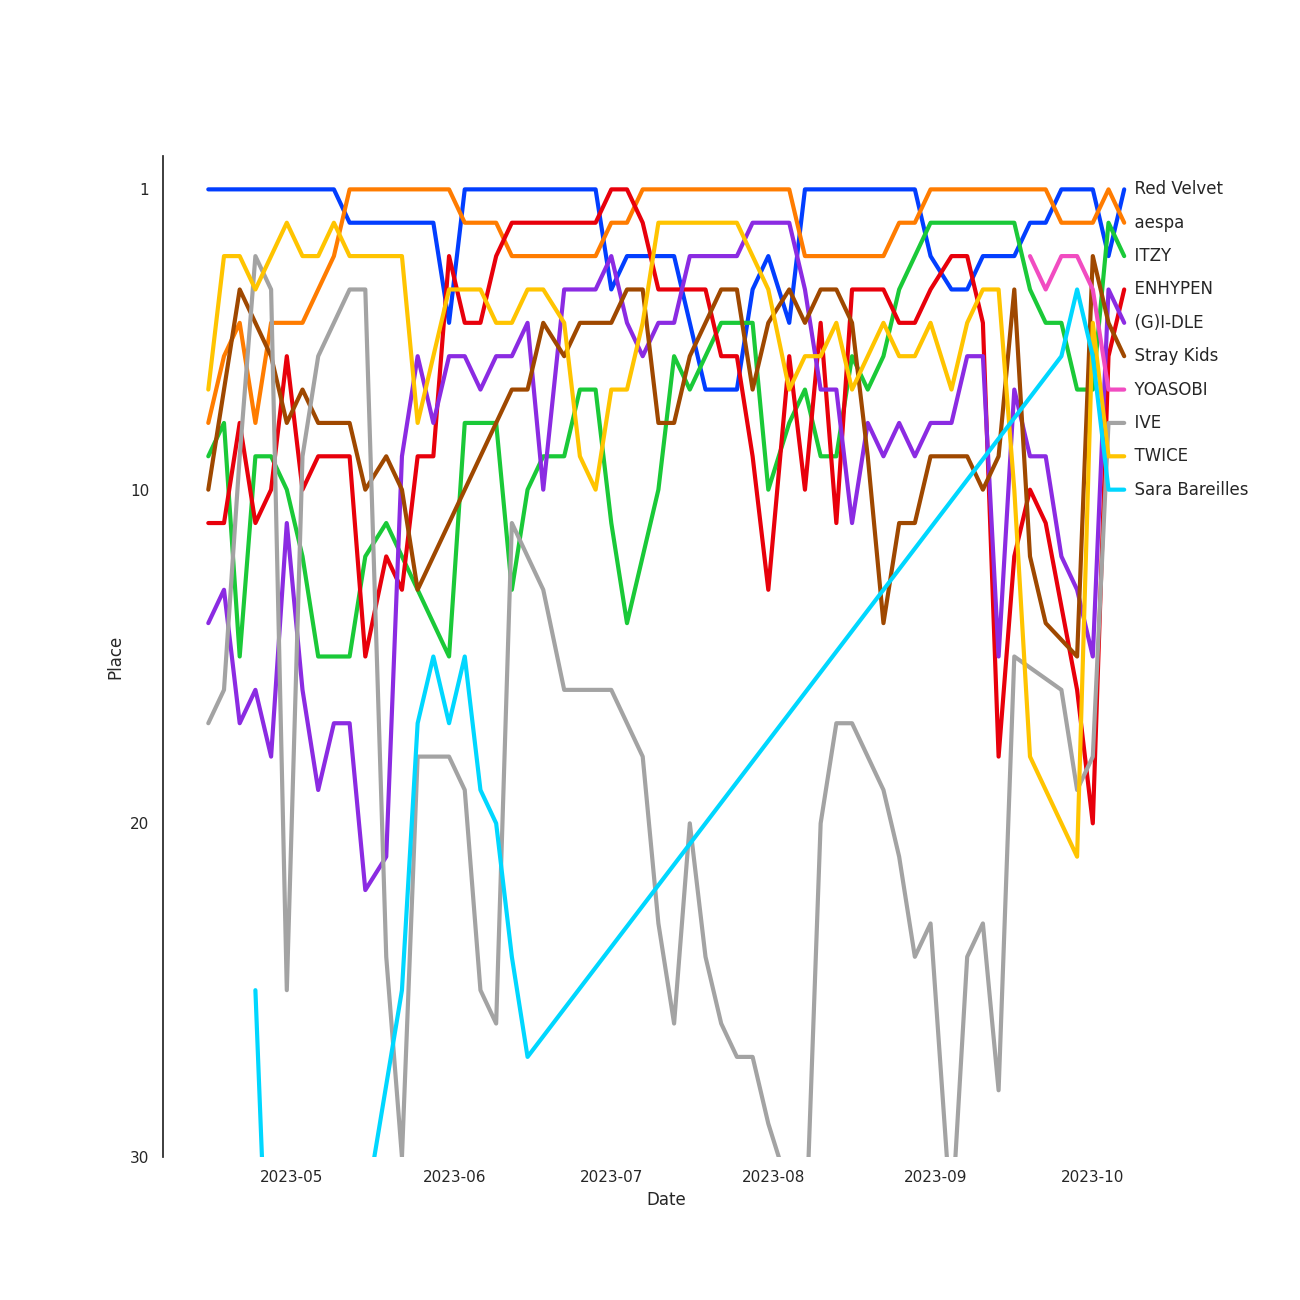 1
10
20
30
Place
2023-05
2023-06
2023-07
2023-08
2023-09
2023-10
Date
Red Velvet
aespa
ITZY
ENHYPEN
(G)I-DLE
Stray Kids
YOASOBI
IVE
TWICE
Sara Bareilles